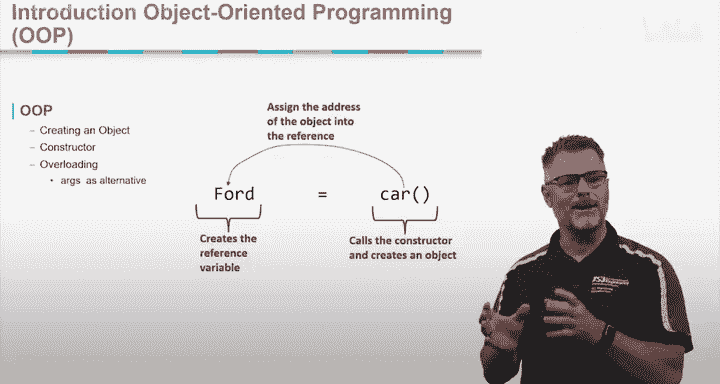 Introduction Object-Oriented Programming
(OOP)
OOP
– Creating an Object
– Constructor
– Overloading
• args as alternative
Assign the address
of the object into
the reference
Ford = car()
Creates the
reference
variable
Calls the constructor
and creates an object